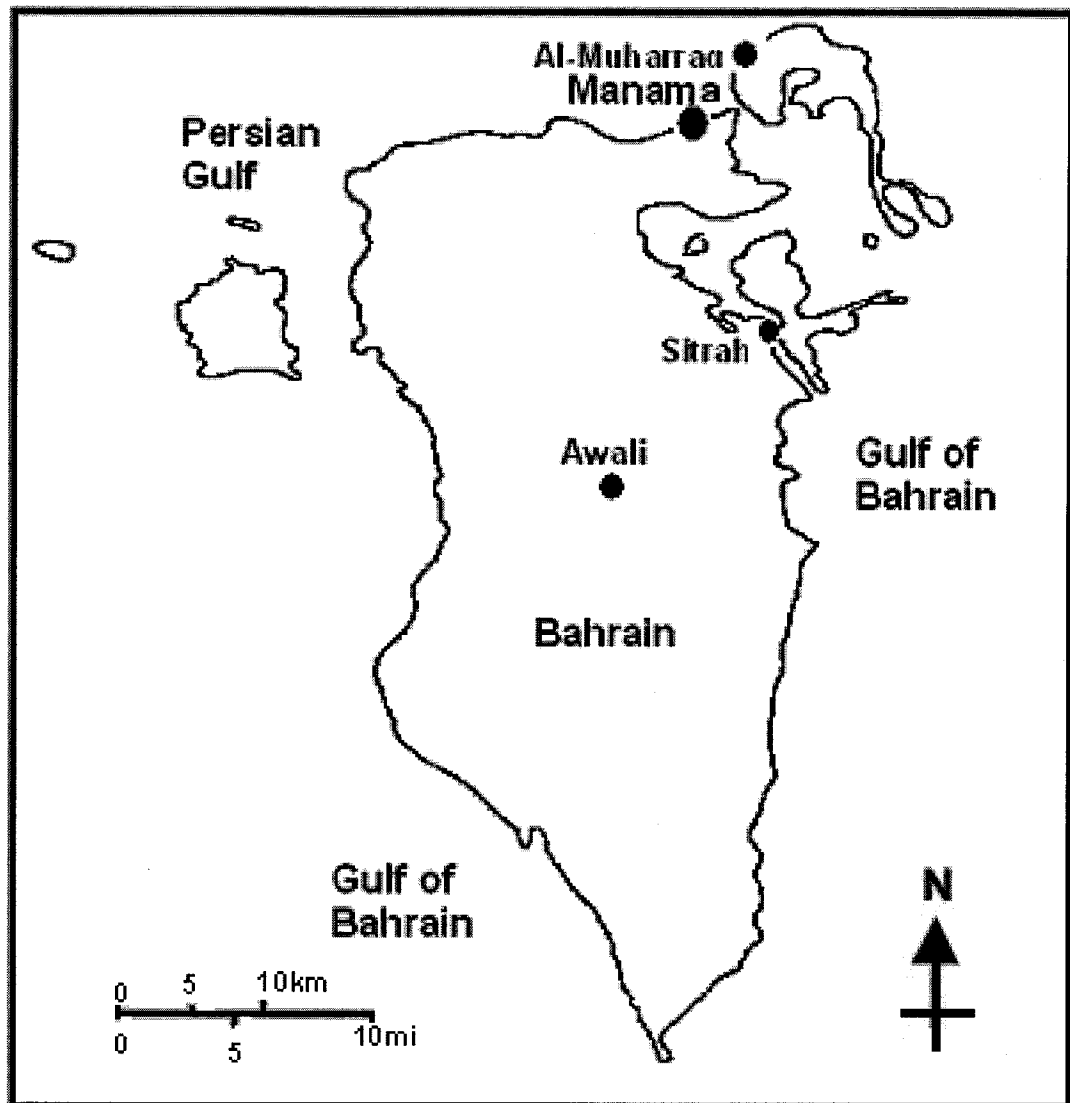 Al-Muharraq
Manama
Persian
Gulf
Sitrah
Awali
Gulf of
Bahrain
Bahrain
Gulf of
Bahrain
N
0 5 10km
0 5 10mi